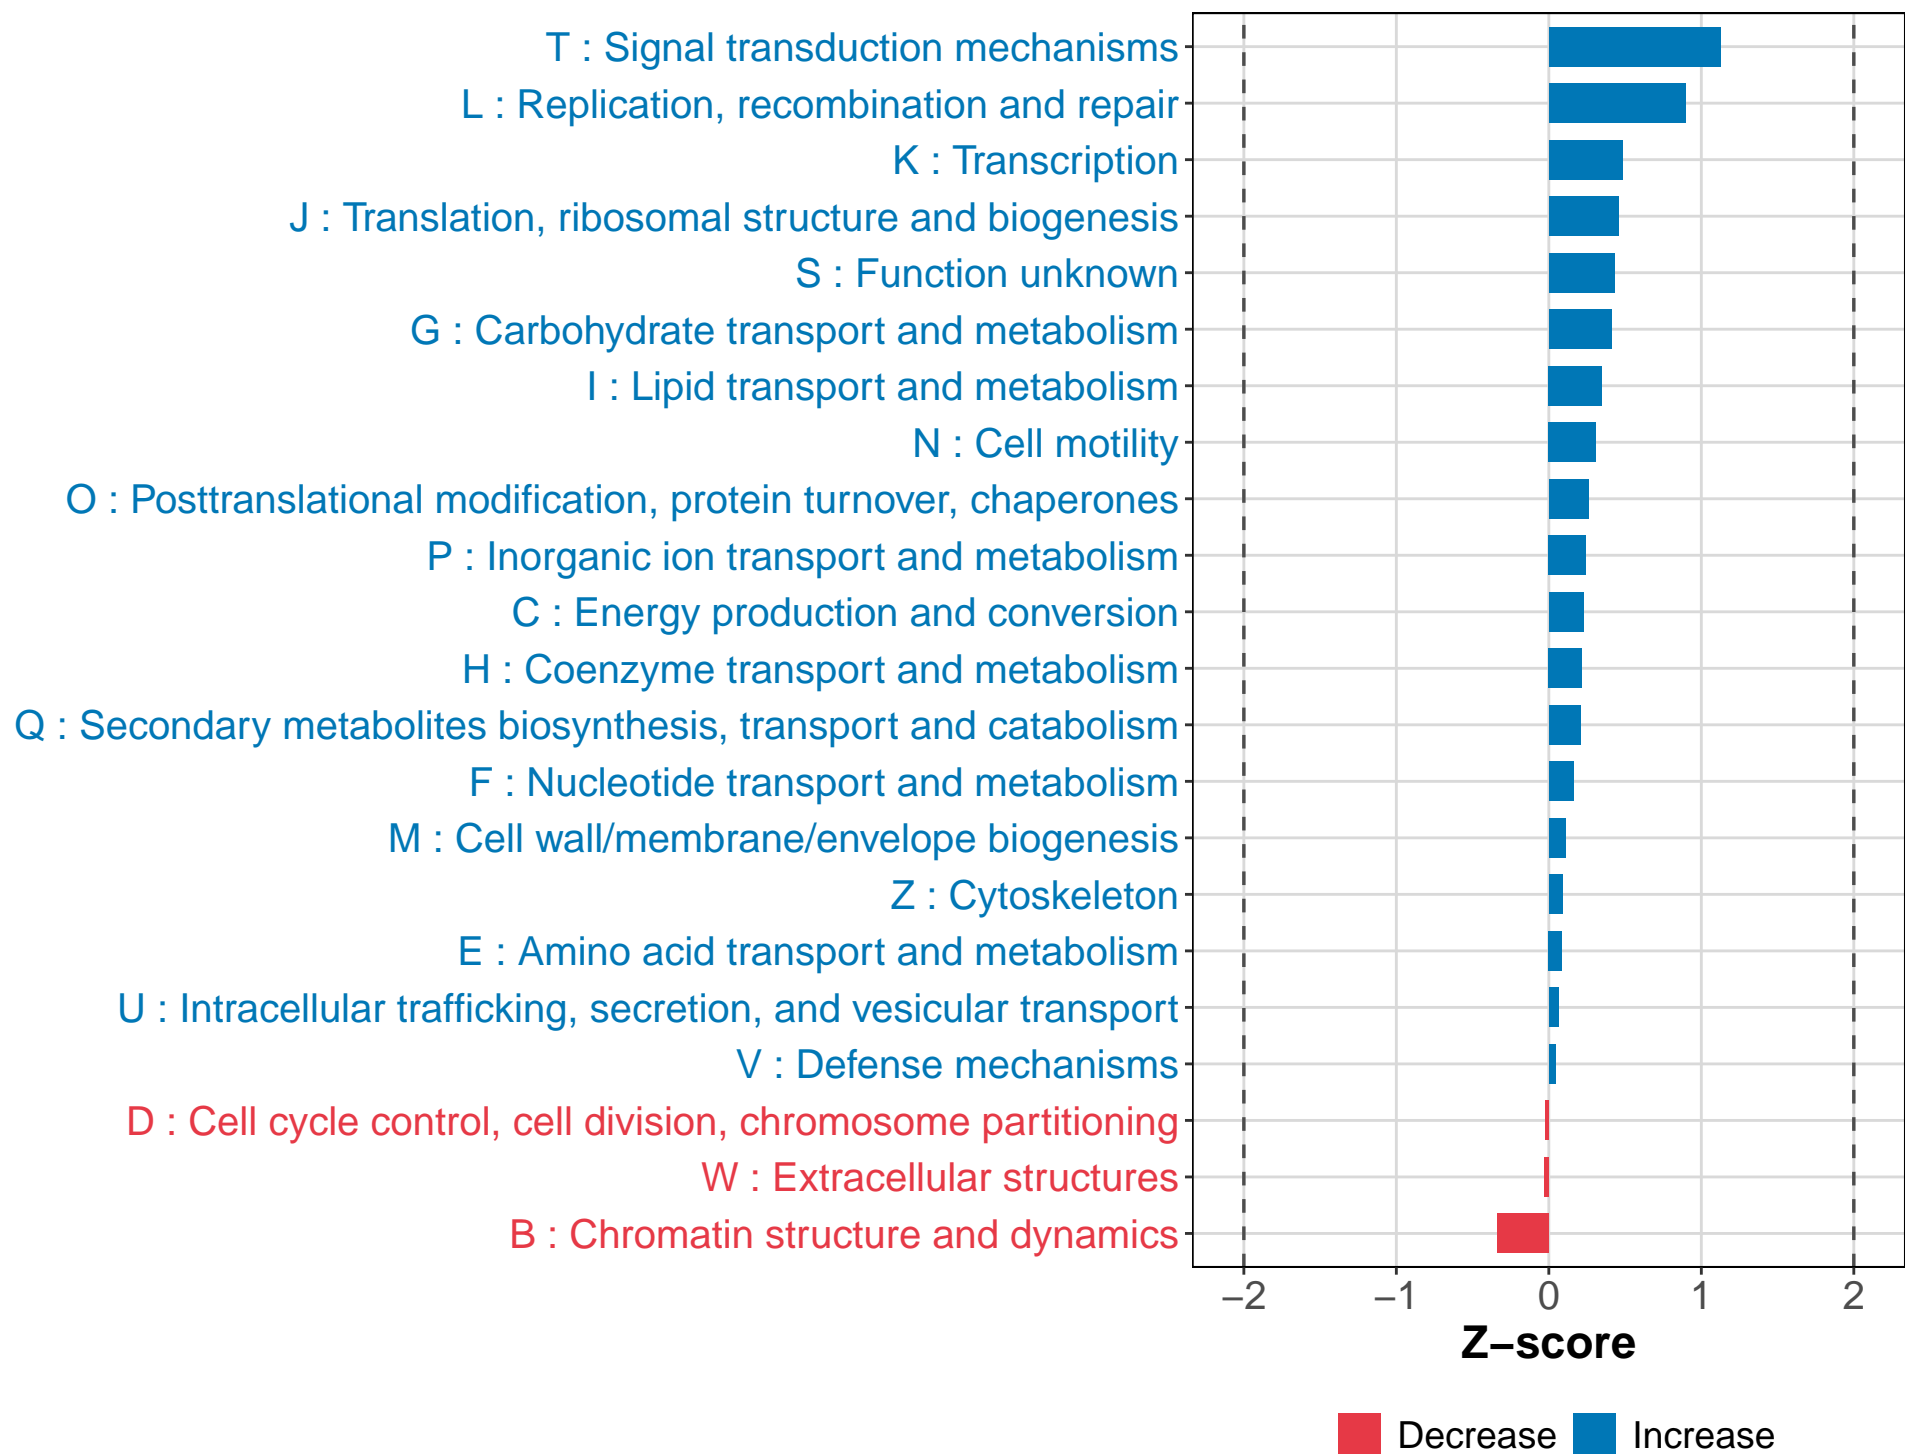 T : Signal transduction mechanisms
L : Replication, recombination and repair
K : Transcription
J : Translation, ribosomal structure and biogenesis
S : Function unknown
G : Carbohydrate transport and metabolism
I : Lipid transport and metabolism
N : Cell motility
O : Posttranslational modification, protein turnover, chaperones
P : Inorganic ion transport and metabolism
C : Energy production and conversion
H : Coenzyme transport and metabolism
Q : Secondary metabolites biosynthesis, transport and catabolism
F : Nucleotide transport and metabolism
M : Cell wall/membrane/envelope biogenesis
Z : Cytoskeleton
E : Amino acid transport and metabolism
U : Intracellular trafficking, secretion, and vesicular transport
V : Defense mechanisms
D : Cell cycle control, cell division, chromosome partitioning
W : Extracellular structures
B : Chromatin structure and dynamics
−2 −1 0 1 2
Z−score
Decrease Increase